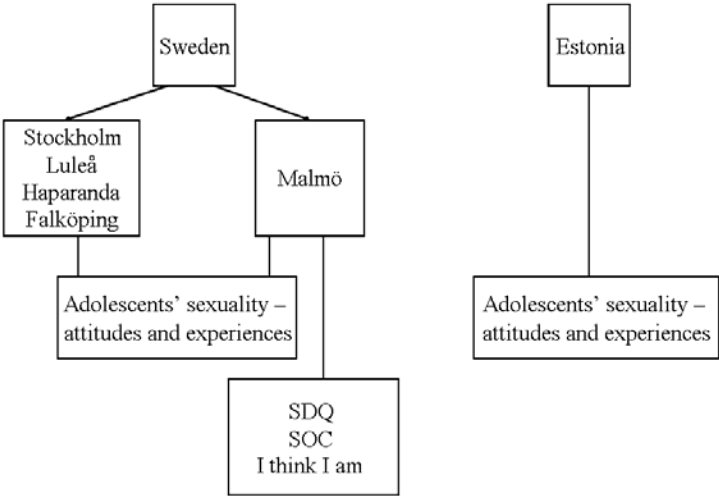 Sweden
Estonia
Stockholm
Luleå
Haparanda
Falköping
Malmö
Adolescents’ sexuality –
attitudes and experiences
Adolescents’ sexuality –
attitudes and experiences
SDQ
SOC
I think I am